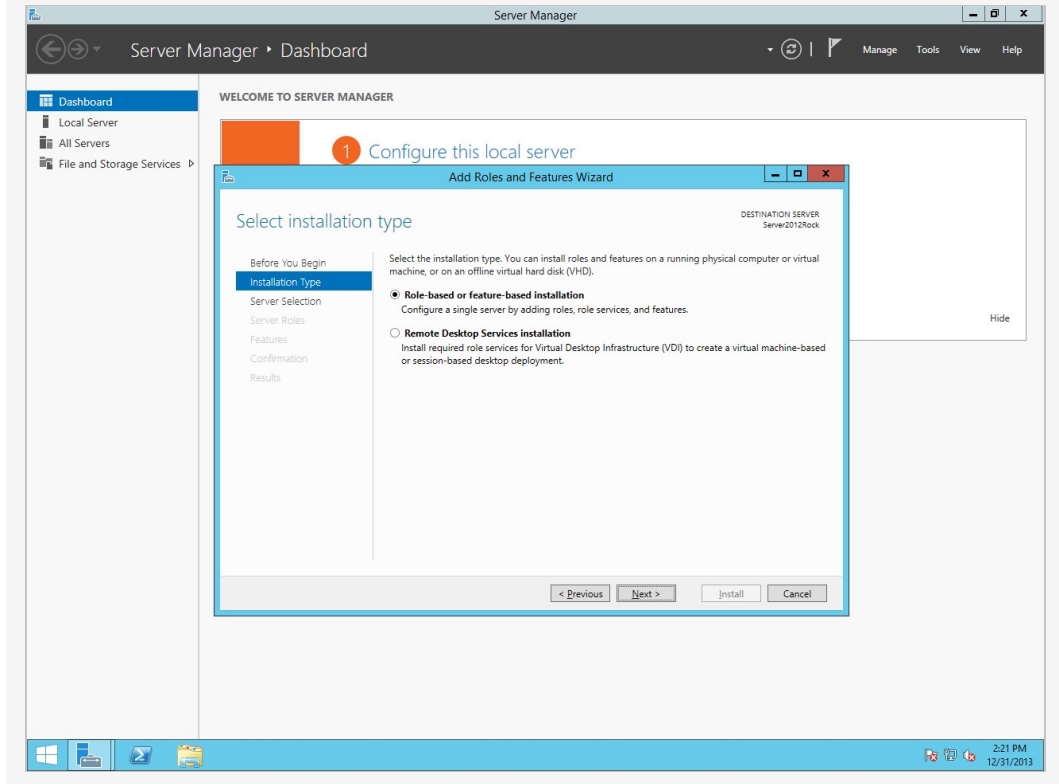 Server Manager
Server Manager • Dashboard
Manage Tools View Help
Dashboard
Local Server
All Servers
File and Storage Services
WELCOME TO SERVER MANAGER
1 Configure this local server
Hide
Add Roles and Features Wizard
Select installation type
DESTINATION SERVER
Server2012Rock
Before You Begin
Installation Type
Server Selection
Server Roles
Features
Confirmation
Results
Select the installation type. You can install roles and features on a running physical computer or virtual
machine, or on an offline virtual hard disk (VHD).
Role-based or feature-based installation
Configure a single server by adding roles, role services, and features.
Remote Desktop Services installation
Install required role services for Virtual Desktop Infrastructure (VDI) to create a virtual machine-based
or session-based desktop deployment.
< Previous Next > Install Cancel
2:21 PM
12/31/2013